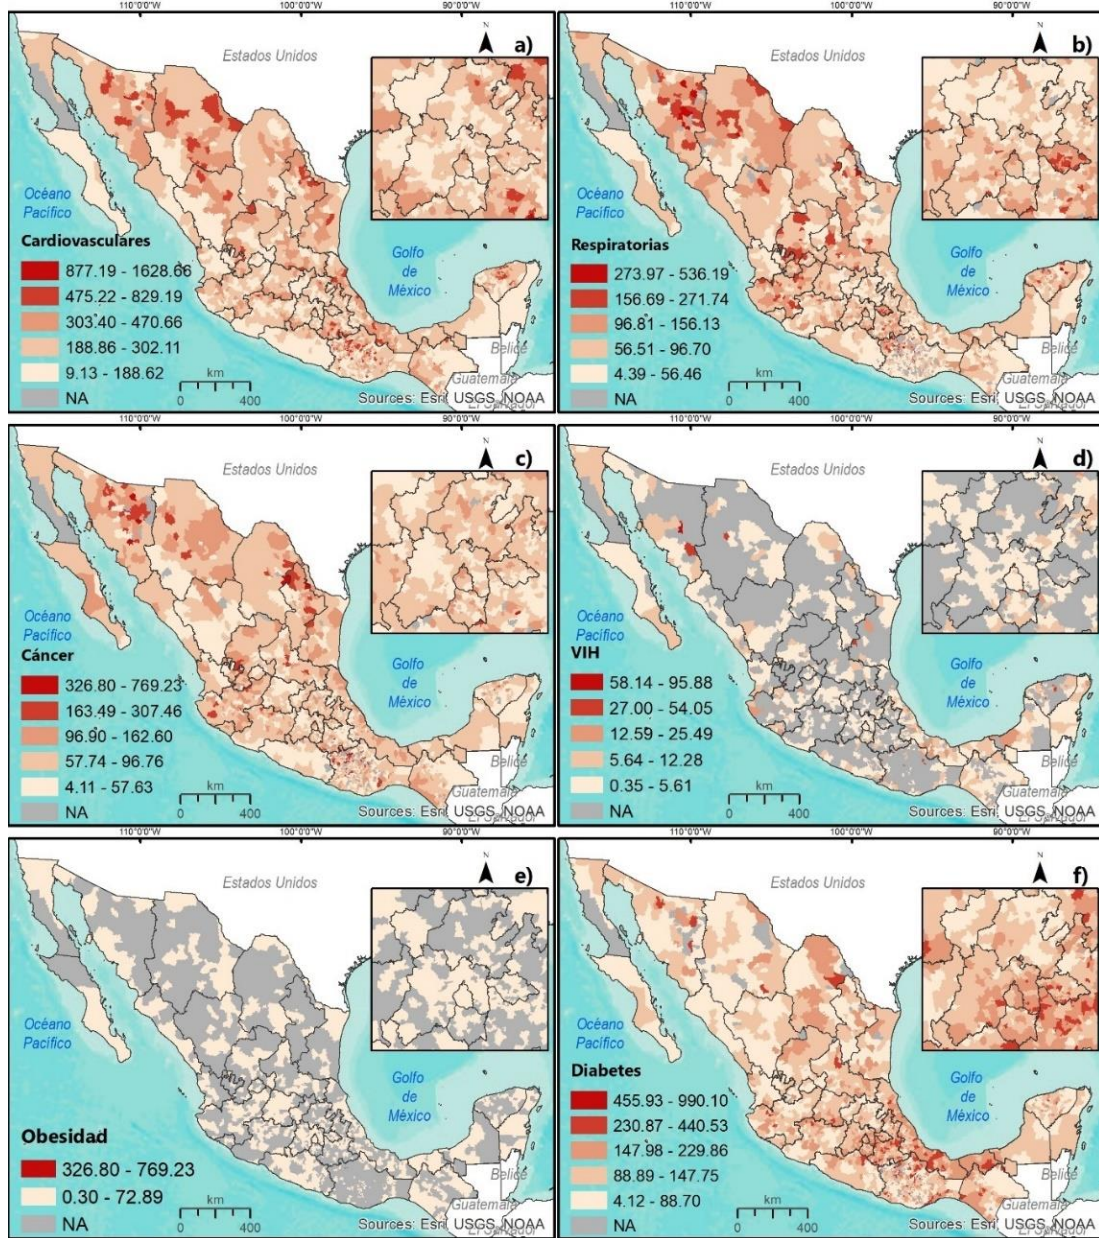 110°0'0"W 100°0'0"W 90°0'0"W
Estados Unidos
N
a)
Océano
Pacífico
Golfo
de
México
Cardiovasculares
877.19 - 1628.66
475.22 - 829.19
303.40 - 470.66
188.86 - 302.11
9.13 - 188.62
NA
km
0 400
Belice
Guatemala
El Salvador
Sources: Esri, USGS, NOAA
110°0'0"W 100°0'0"W 90°0'0"W
Estados Unidos
N
b)
Océano
Pacífico
Golfo
de
México
Respiratorias
273.97 - 536.19
156.69 - 271.74
96.81 - 156.13
56.51 - 96.70
4.39 - 56.46
NA
km
0 400
Belice
Guatemala
El Salvador
Sources: Esri, USGS, NOAA
110°0'0"W 100°0'0"W 90°0'0"W
Estados Unidos
N
c)
Océano
Pacífico
Golfo
de
México
Cáncer
326.80 - 769.23
163.49 - 307.46
96.90 - 162.60
57.74 - 96.76
4.11 - 57.63
NA
km
0 400
Belice
Guatemala
El Salvador
Sources: Esri, USGS, NOAA
110°0'0"W 100°0'0"W 90°0'0"W
Estados Unidos
N
d)
Océano
Pacífico
Golfo
de
México
VIH
58.14 - 95.88
27.00 - 54.05
12.59 - 25.49
5.64 - 12.28
0.35 - 5.61
NA
km
0 400
Belice
Guatemala
El Salvador
Sources: Esri, USGS, NOAA
110°0'0"W 100°0'0"W 90°0'0"W
Estados Unidos
N
e)
Océano
Pacífico
Golfo
de
México
Obesidad
326.80 - 769.23
0.30 - 72.89
NA
km
0 400
Belice
Guatemala
El Salvador
Sources: Esri, USGS, NOAA
110°0'0"W 100°0'0"W 90°0'0"W
Estados Unidos
N
f)
Océano
Pacífico
Golfo
de
México
Diabetes
455.93 - 990.10
230.87 - 440.53
147.98 - 229.86
88.89 - 147.75
4.12 - 88.70
NA
km
0 400
Belice
Guatemala
El Salvador
Sources: Esri, USGS, NOAA